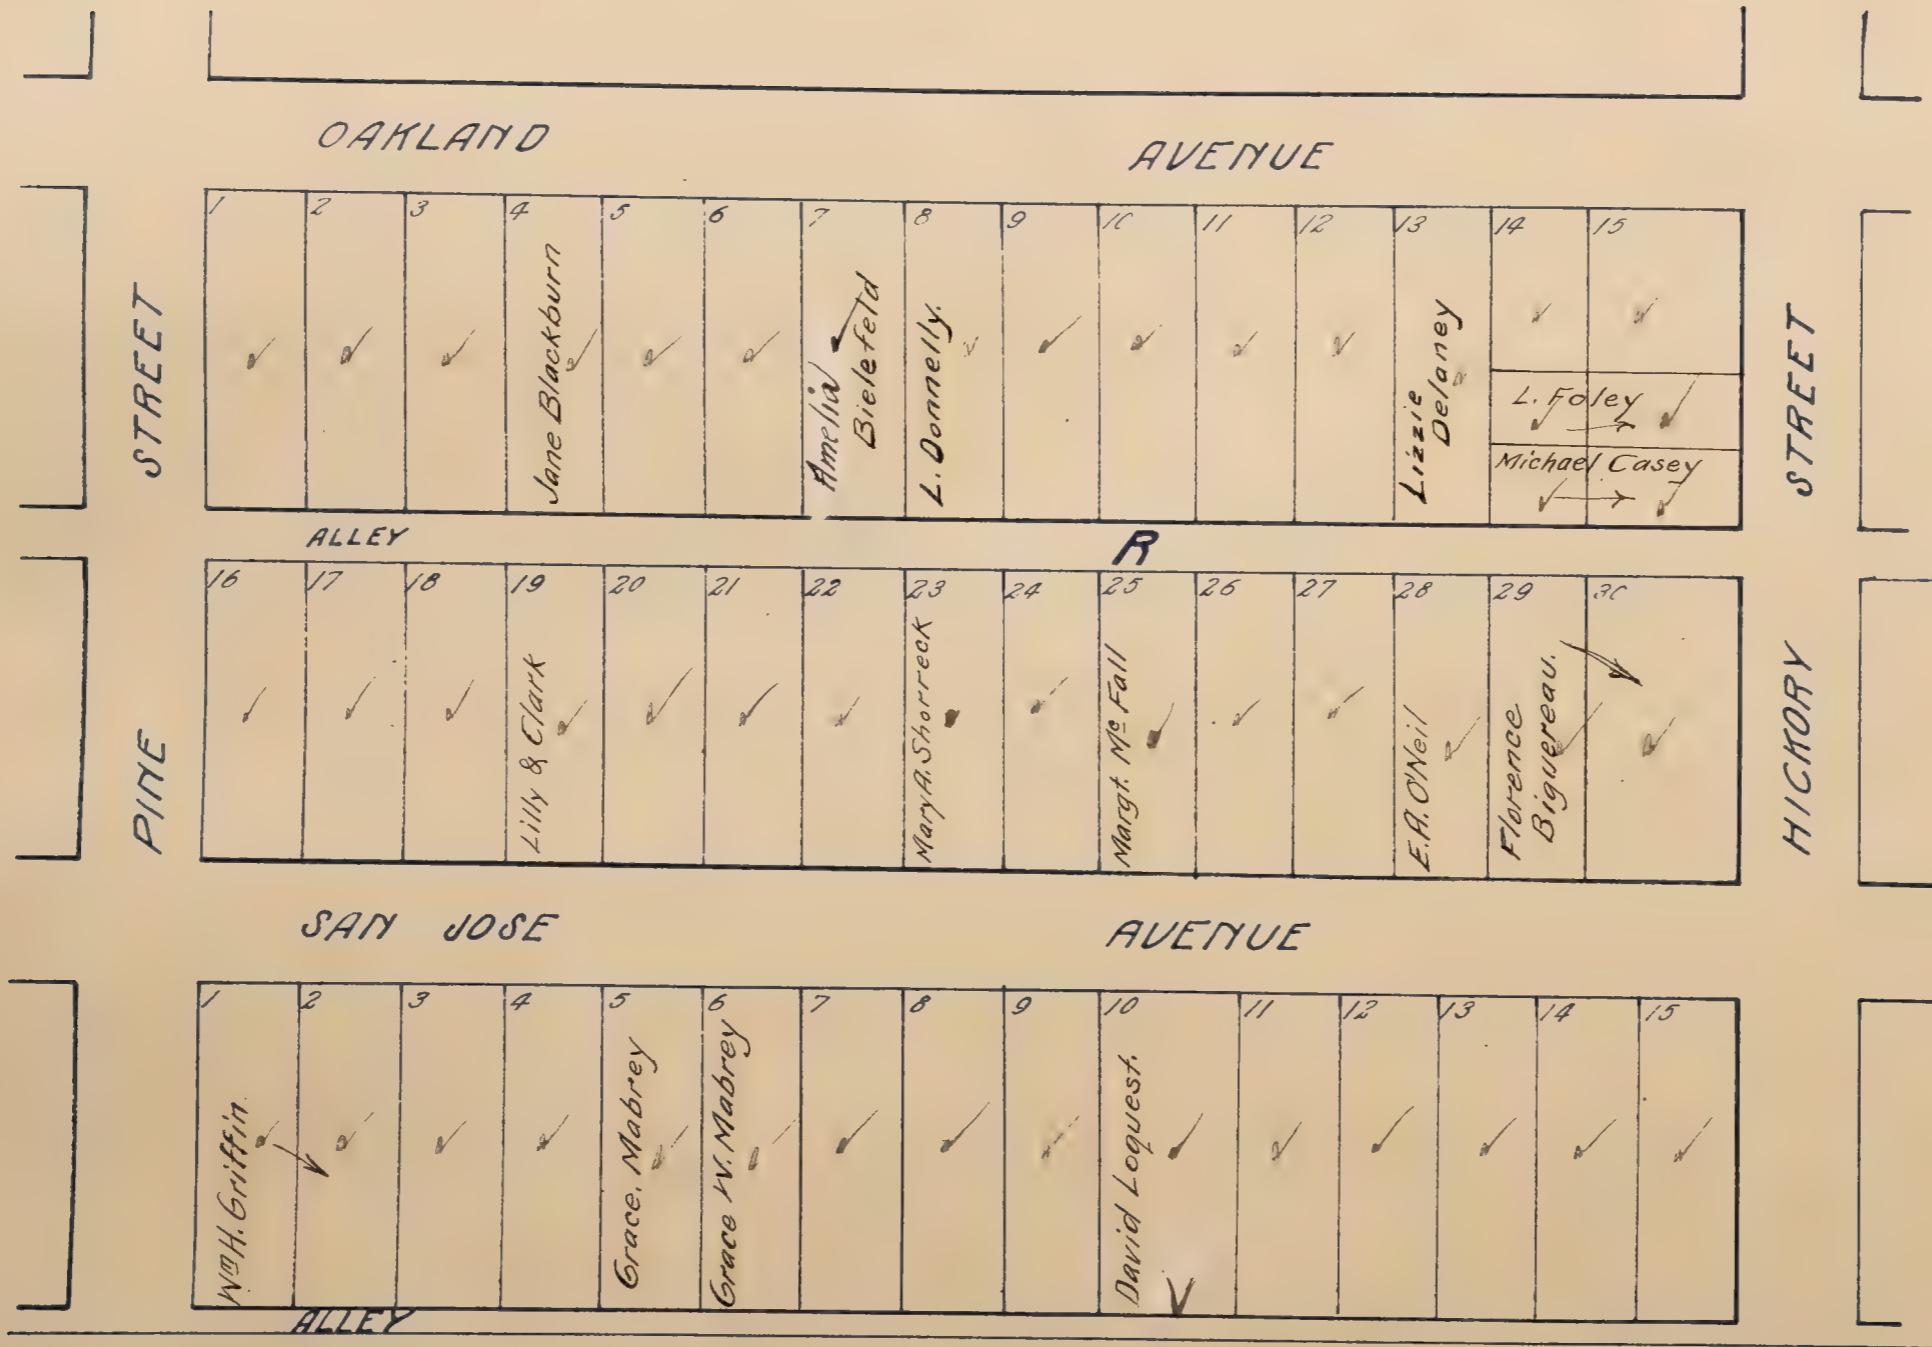 OAKLAND AVENUE
1 2 3 4 5 6 7 8 9 10 11 12 13 14 15
Jane Blackburn
Amelia
Bielefeld
L. Donnelly.
Lizzie
Delaney
L. Foley
Michael Casey
PINE STREET
HICKORY STREET
ALLEY
R
16 17 18 19 20 21 22 23 24 25 26 27 28 29 30
Lilly & Clark
Mary A. Shorreck
Margt. Mc Fall
E.A. O'Neil
Florence
Biguereau.
SAN JOSE AVENUE
1 2 3 4 5 6 7 8 9 10 11 12 13 14 15
Wm H. Griffin.
Grace. Mabrey
Grace W. Mabrey
David Loquest.
ALLEY